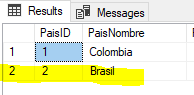 Results Messages
PaisID PaisNombre
1 1 Colombia
2 2 Brasil